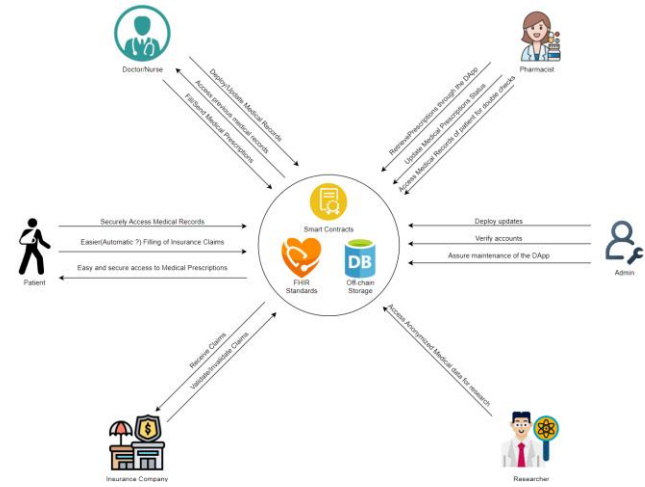 Doctor/Nurse
Pharmacist
Deploy/Update Medical Records
Access previous medical records
Fill/Send Medical Prescriptions
RetrievePrescriptions through the DApp
Update Medical Prescriptions Status
Access Medical Records of patient for double checks
Smart Contracts
FHIR
Standards
DB
Off-chain
Storage
Securely Access Medical Records
Easier(Automatic ?) Filling of Insurance Claims
Easy and secure access to Medical Prescriptions
Patient
Deploy updates
Verify accounts
Assure maintenance of the DApp
Admin
Receive Claims
Validate/Invalidate Claims
Access Anonymized Medical data for research
$
Insurance Company
Researcher